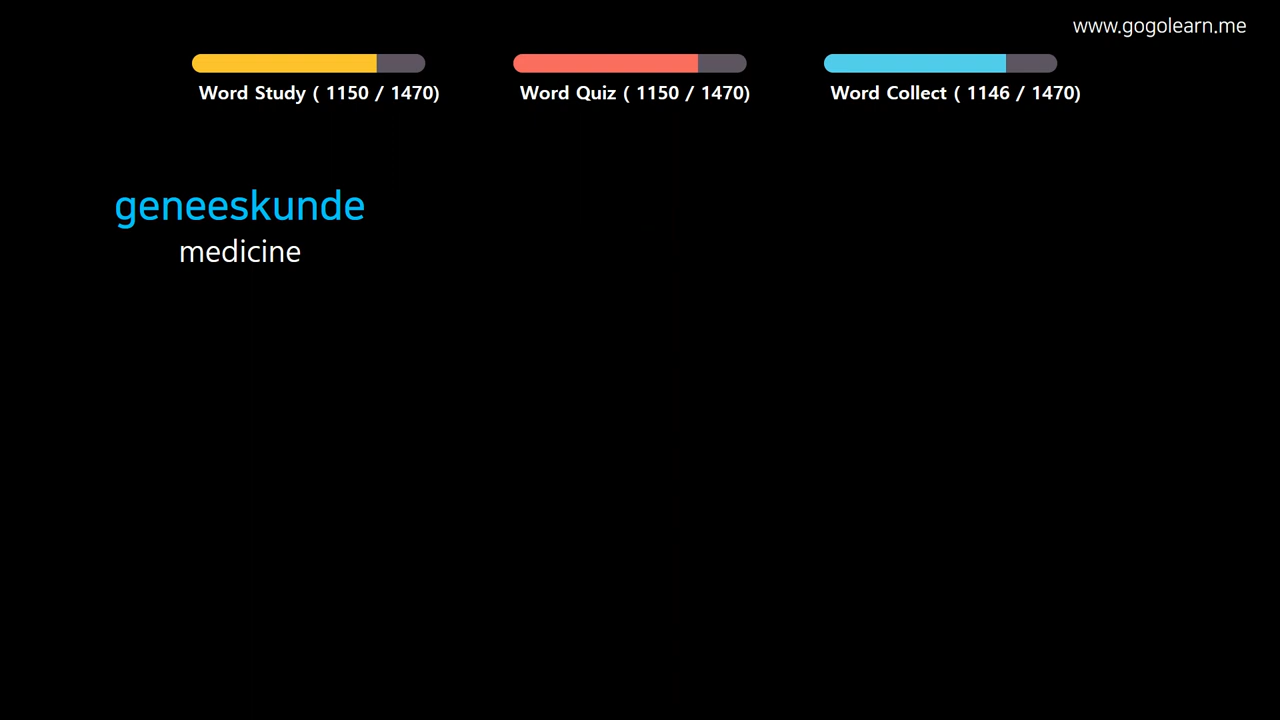 www.gogolearn.me
Word Study ( 1150 / 1470)
Word Quiz ( 1150 / 1470)
Word Collect ( 1146 / 1470)
geneeskunde
medicine